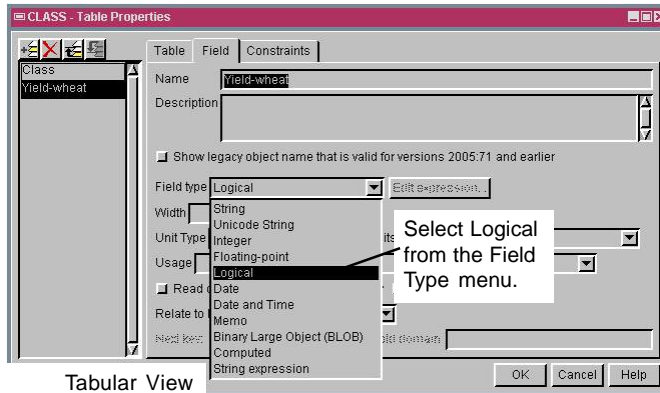 CLASS - Table Properties
Table Field Constraints
Class
Yield-wheat
Name Yield-wheat
Description
Show legacy object name that is valid for versions 2005:71 and earlier
Field type Logical Edit expression...
String
Unicode String
Integer
Floating-point
Logical
Date
Date and Time
Memo
Binary Large Object (BLOB)
Computed
String expression
Width
Unit Type
Usage
Read
Relate to
Next key:
domain
Select Logical
from the Field
Type menu.
OK Cancel Help
Tabular View